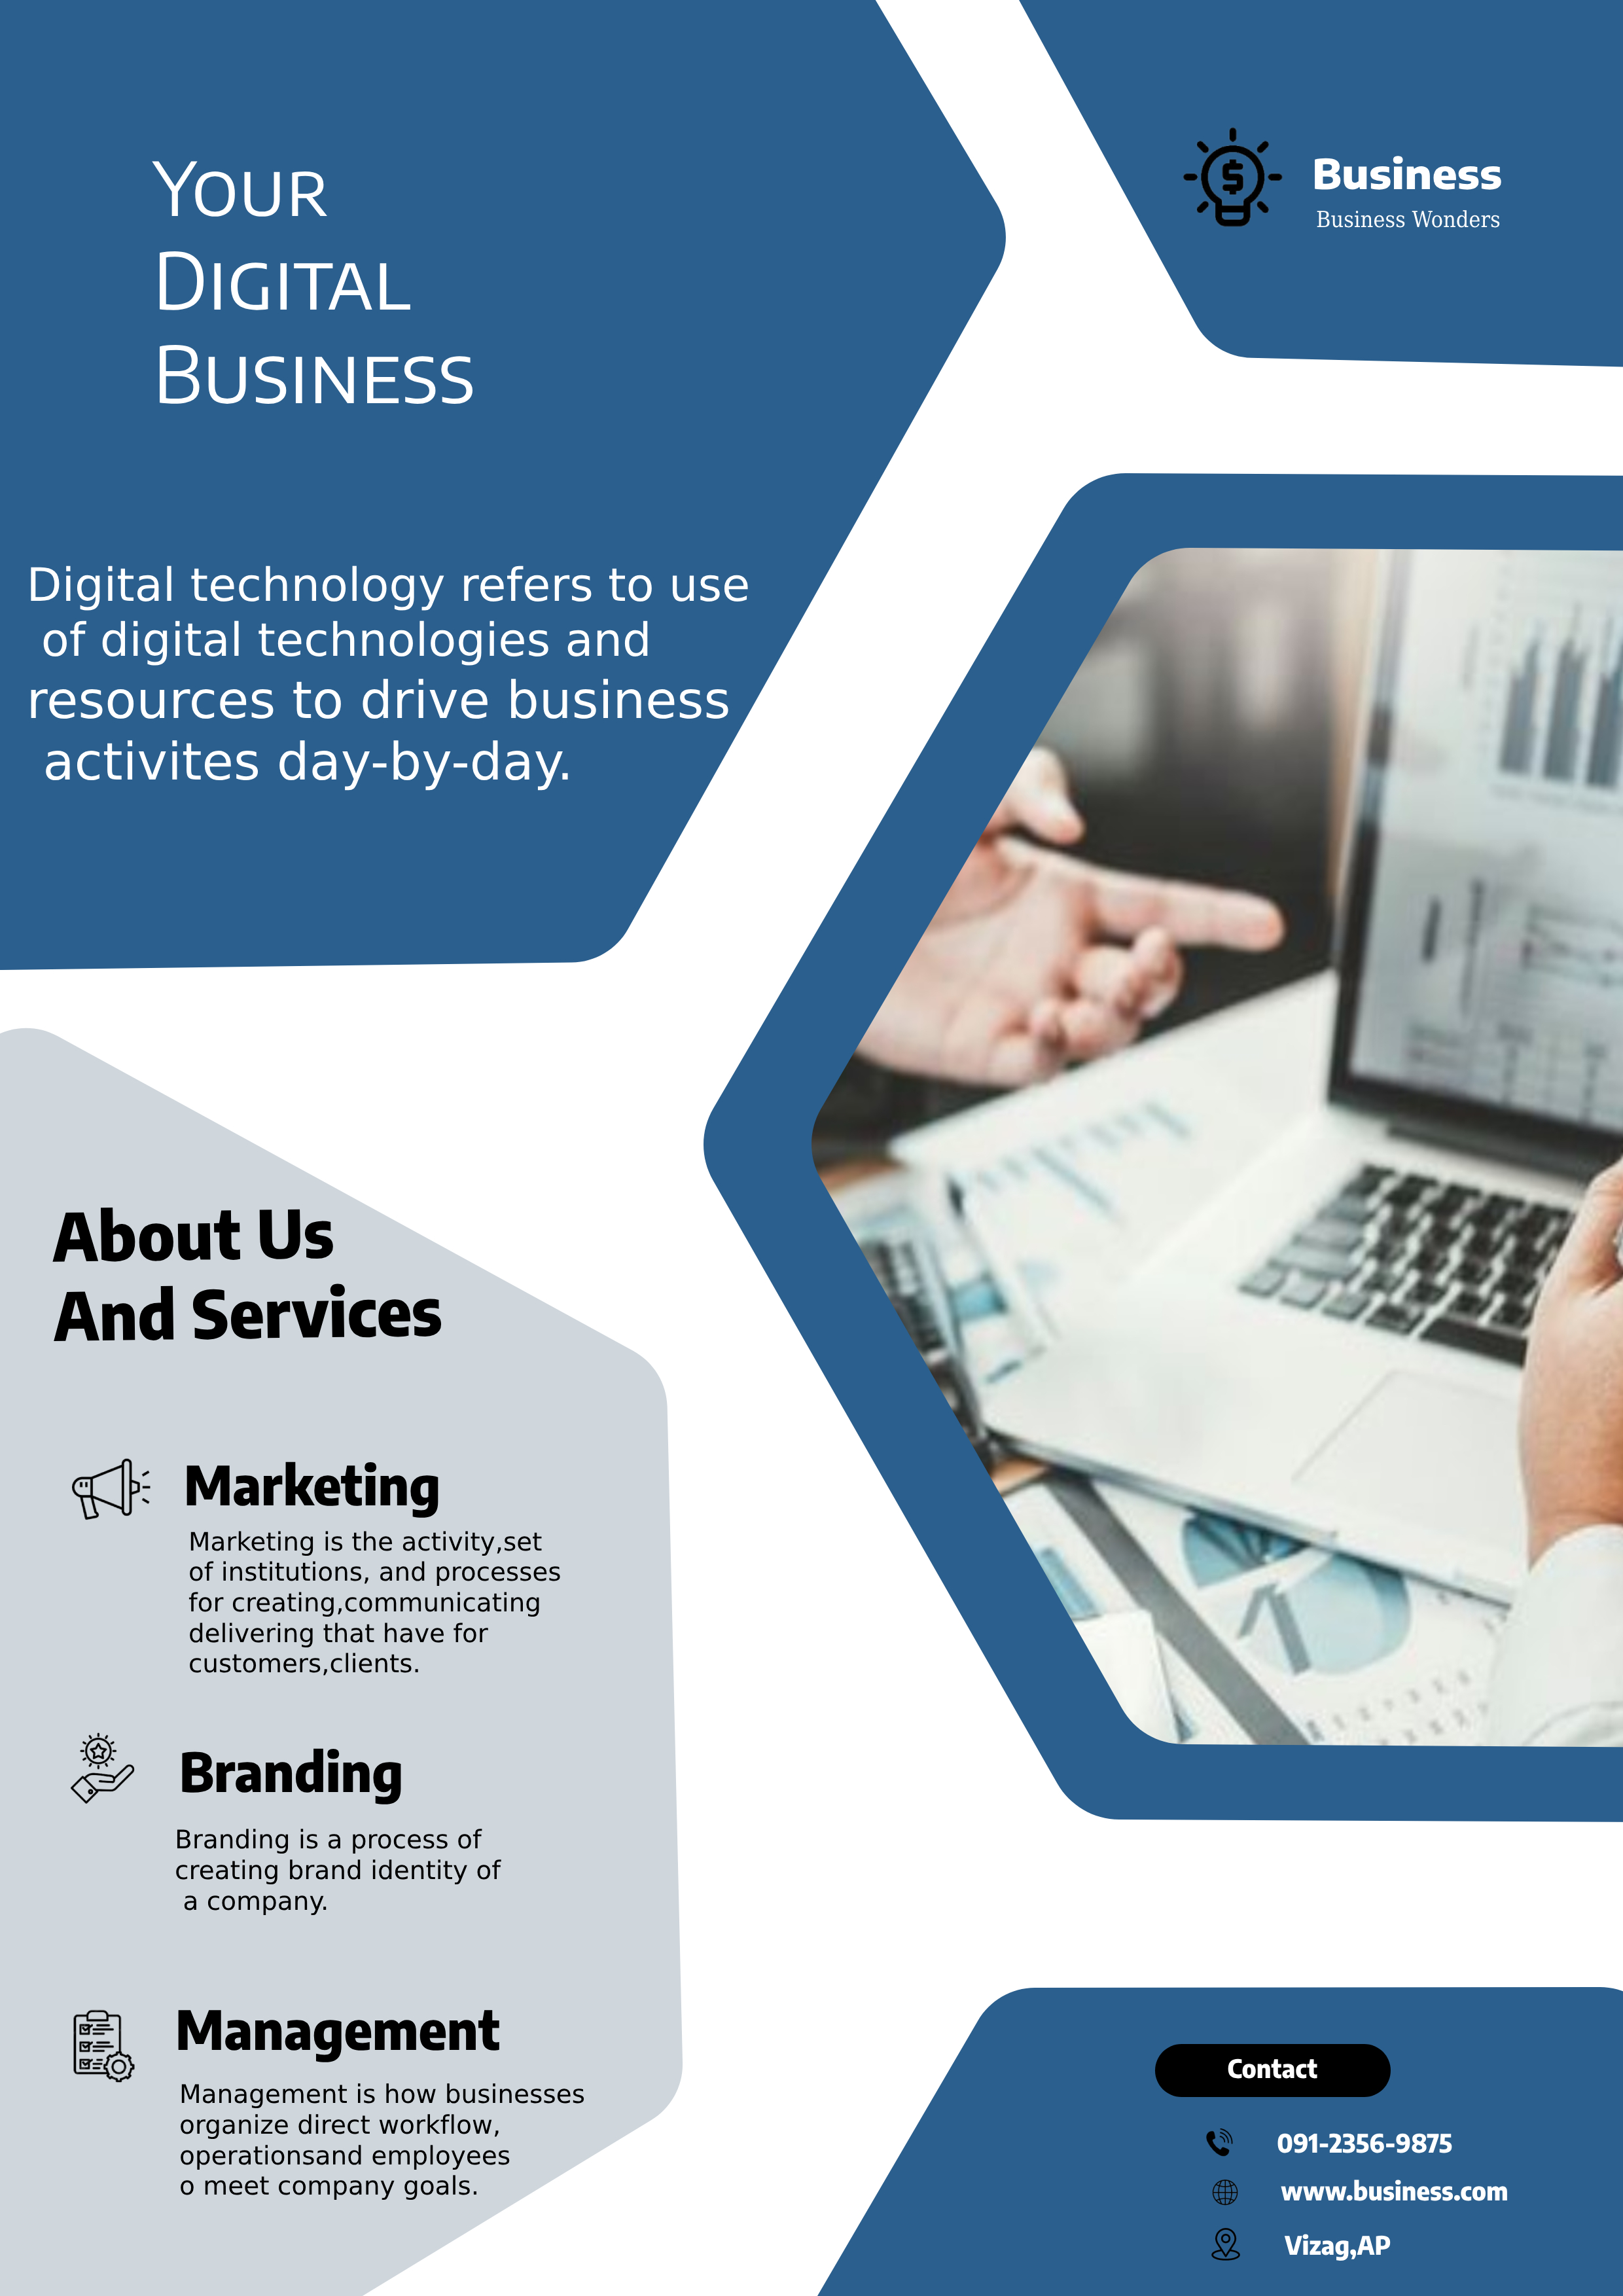 Your
Digital
Business
Business
Business Wonders
Digital technology refers to use
of digital technologies and
resources to drive business
activites day-by-day.
About Us
And Services
Marketing
Marketing is the activity,set
of institutions, and processes
for creating,communicating
delivering that have for
customers,clients.
Branding
Branding is a process of
creating brand identity of
a company.
Management
Management is how businesses
organize direct workflow,
operationsand employees
o meet company goals.
Contact
091-2356-9875
www.business.com
Vizag,AP